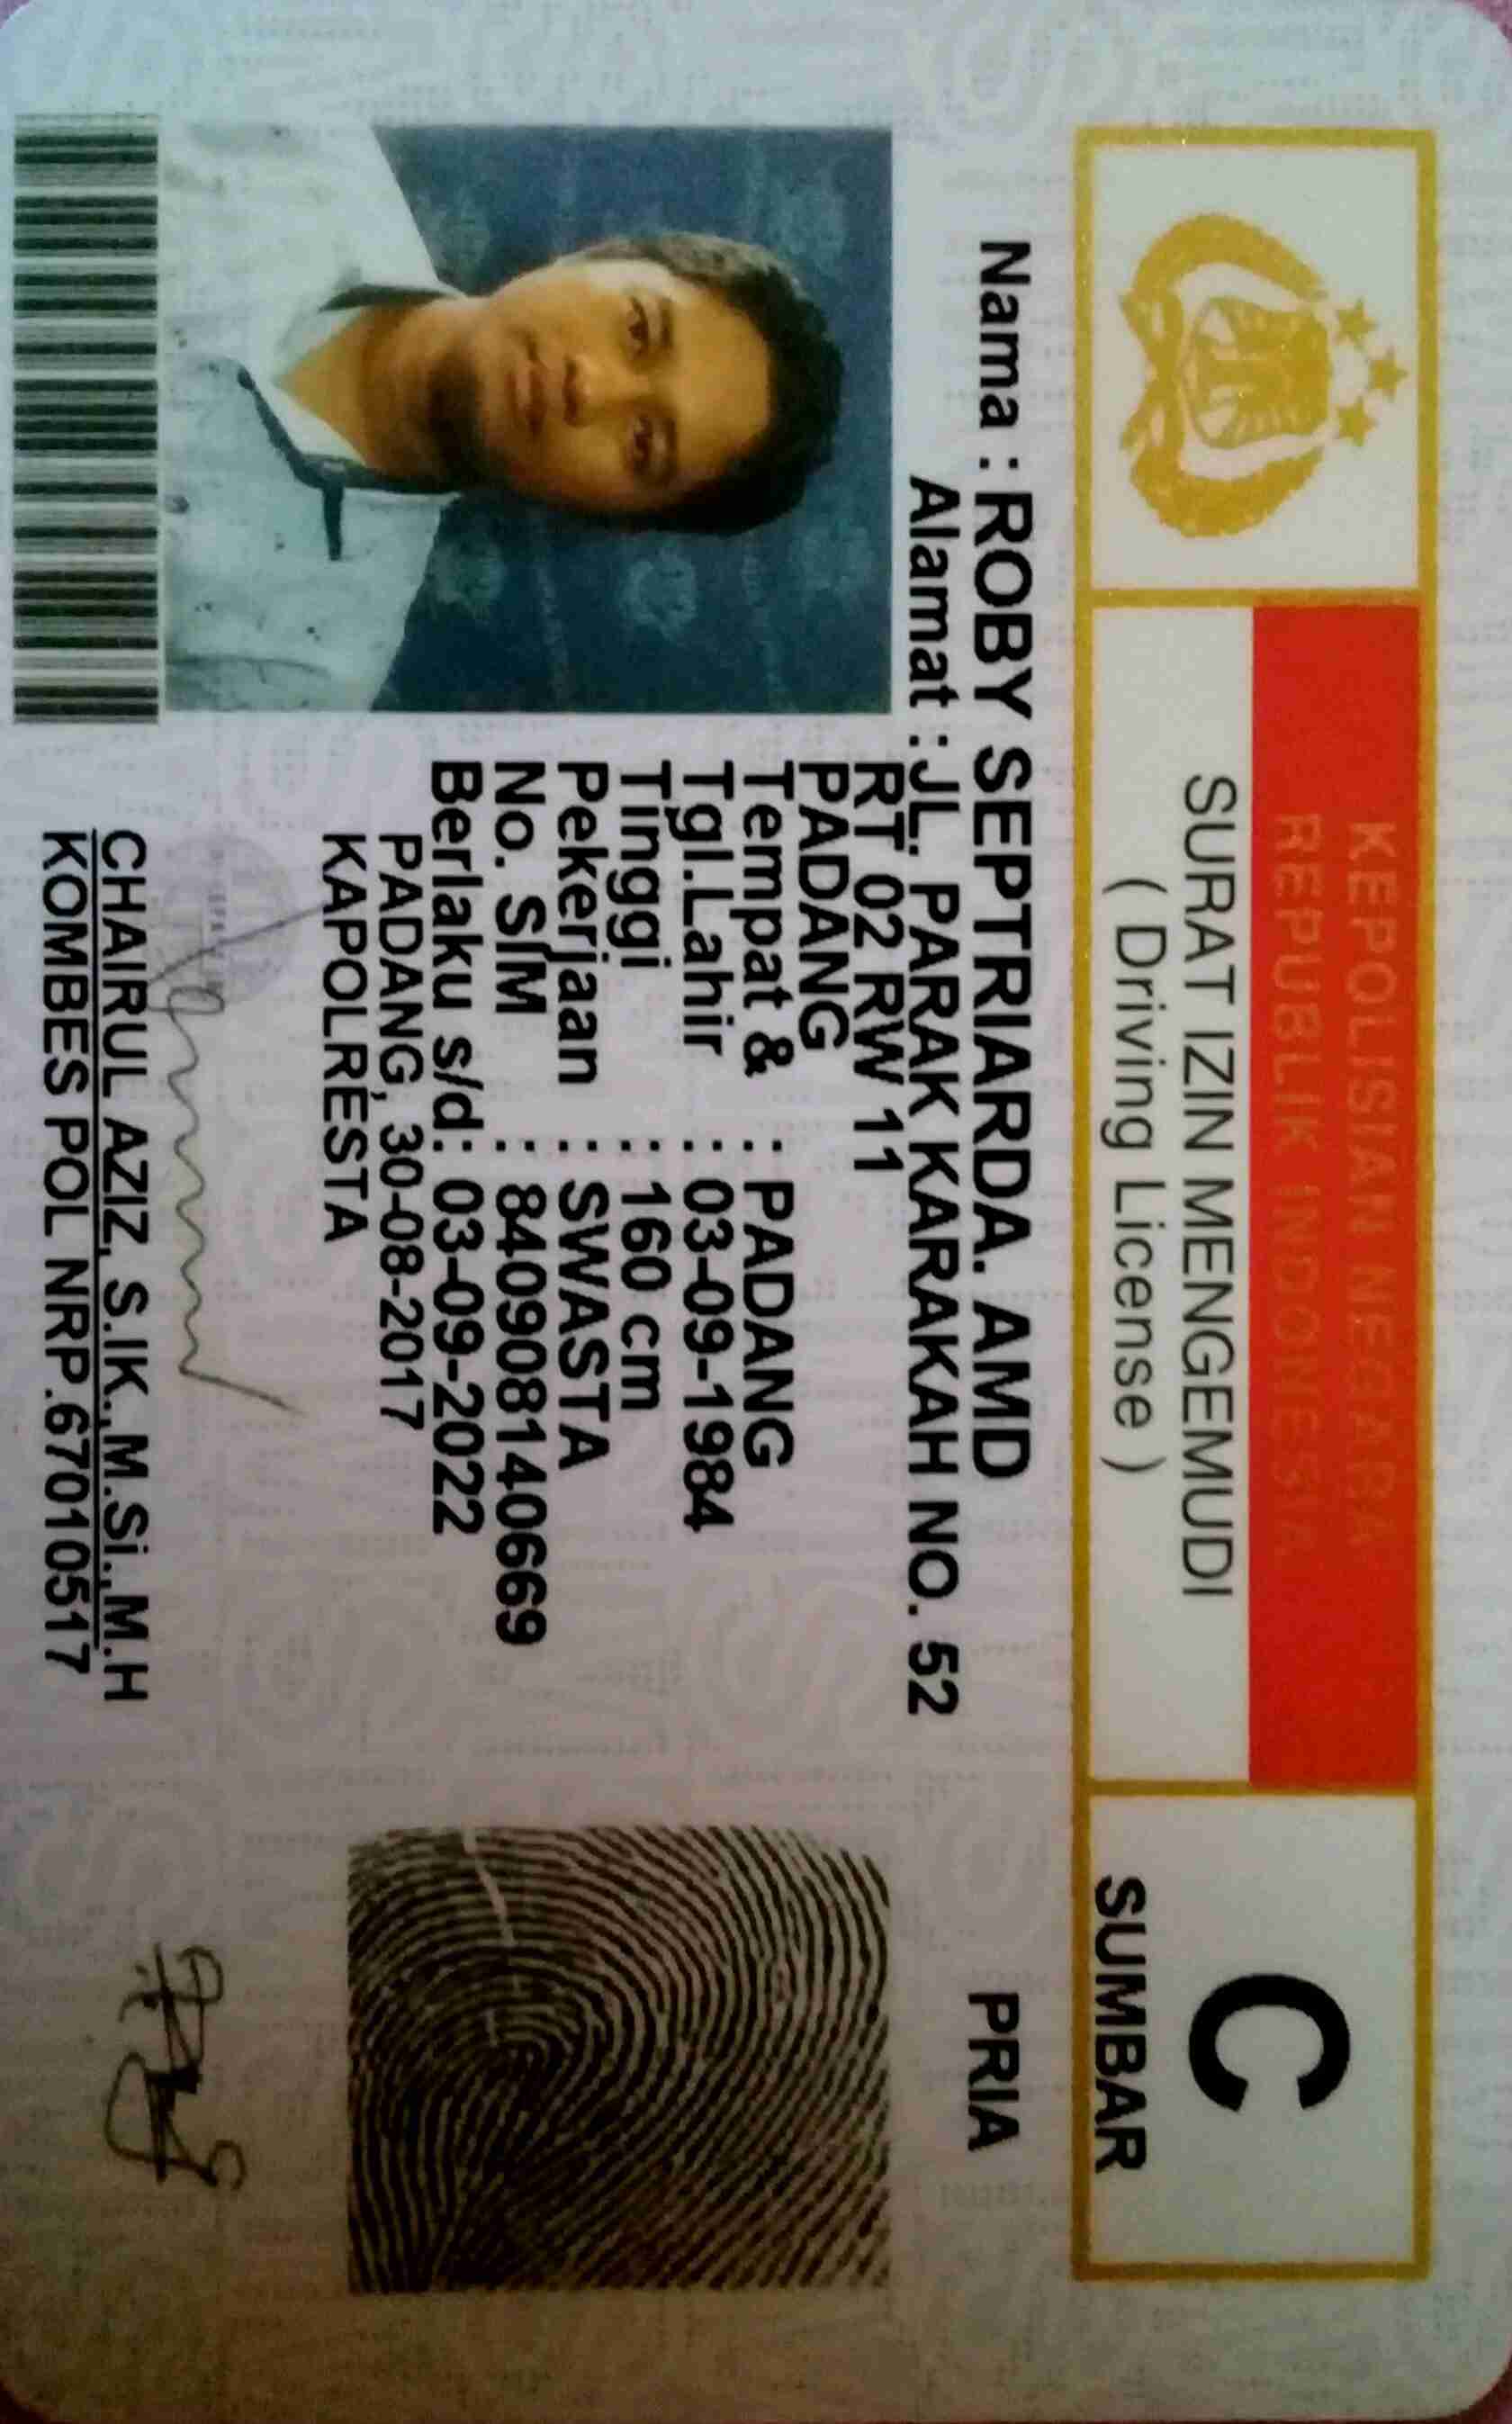 KEPOLISIAN NEGARA
REPUBLIK INDONESIA
SURAT IZIN MENGEMUDI
( Driving License )
C
SUMBAR
Nama : ROBY SEPTRIARDA. AMD
PRIA
Alamat : JL. PARAK KARAKAH NO. 52
RT 02 RW 11
PADANG
Tempat & : PADANG
Tgl.Lahir : 03-09-1984
Tinggi : 160 cm
Pekerjaan : SWASTA
No. SIM : 840908140669
Berlaku s/d: 03-09-2022
PADANG, 30-08-2017
KAPOLRESTA
CHAIRUL AZIZ, S.IK.,M.Si.,M.H
KOMBES POL NRP.67010517